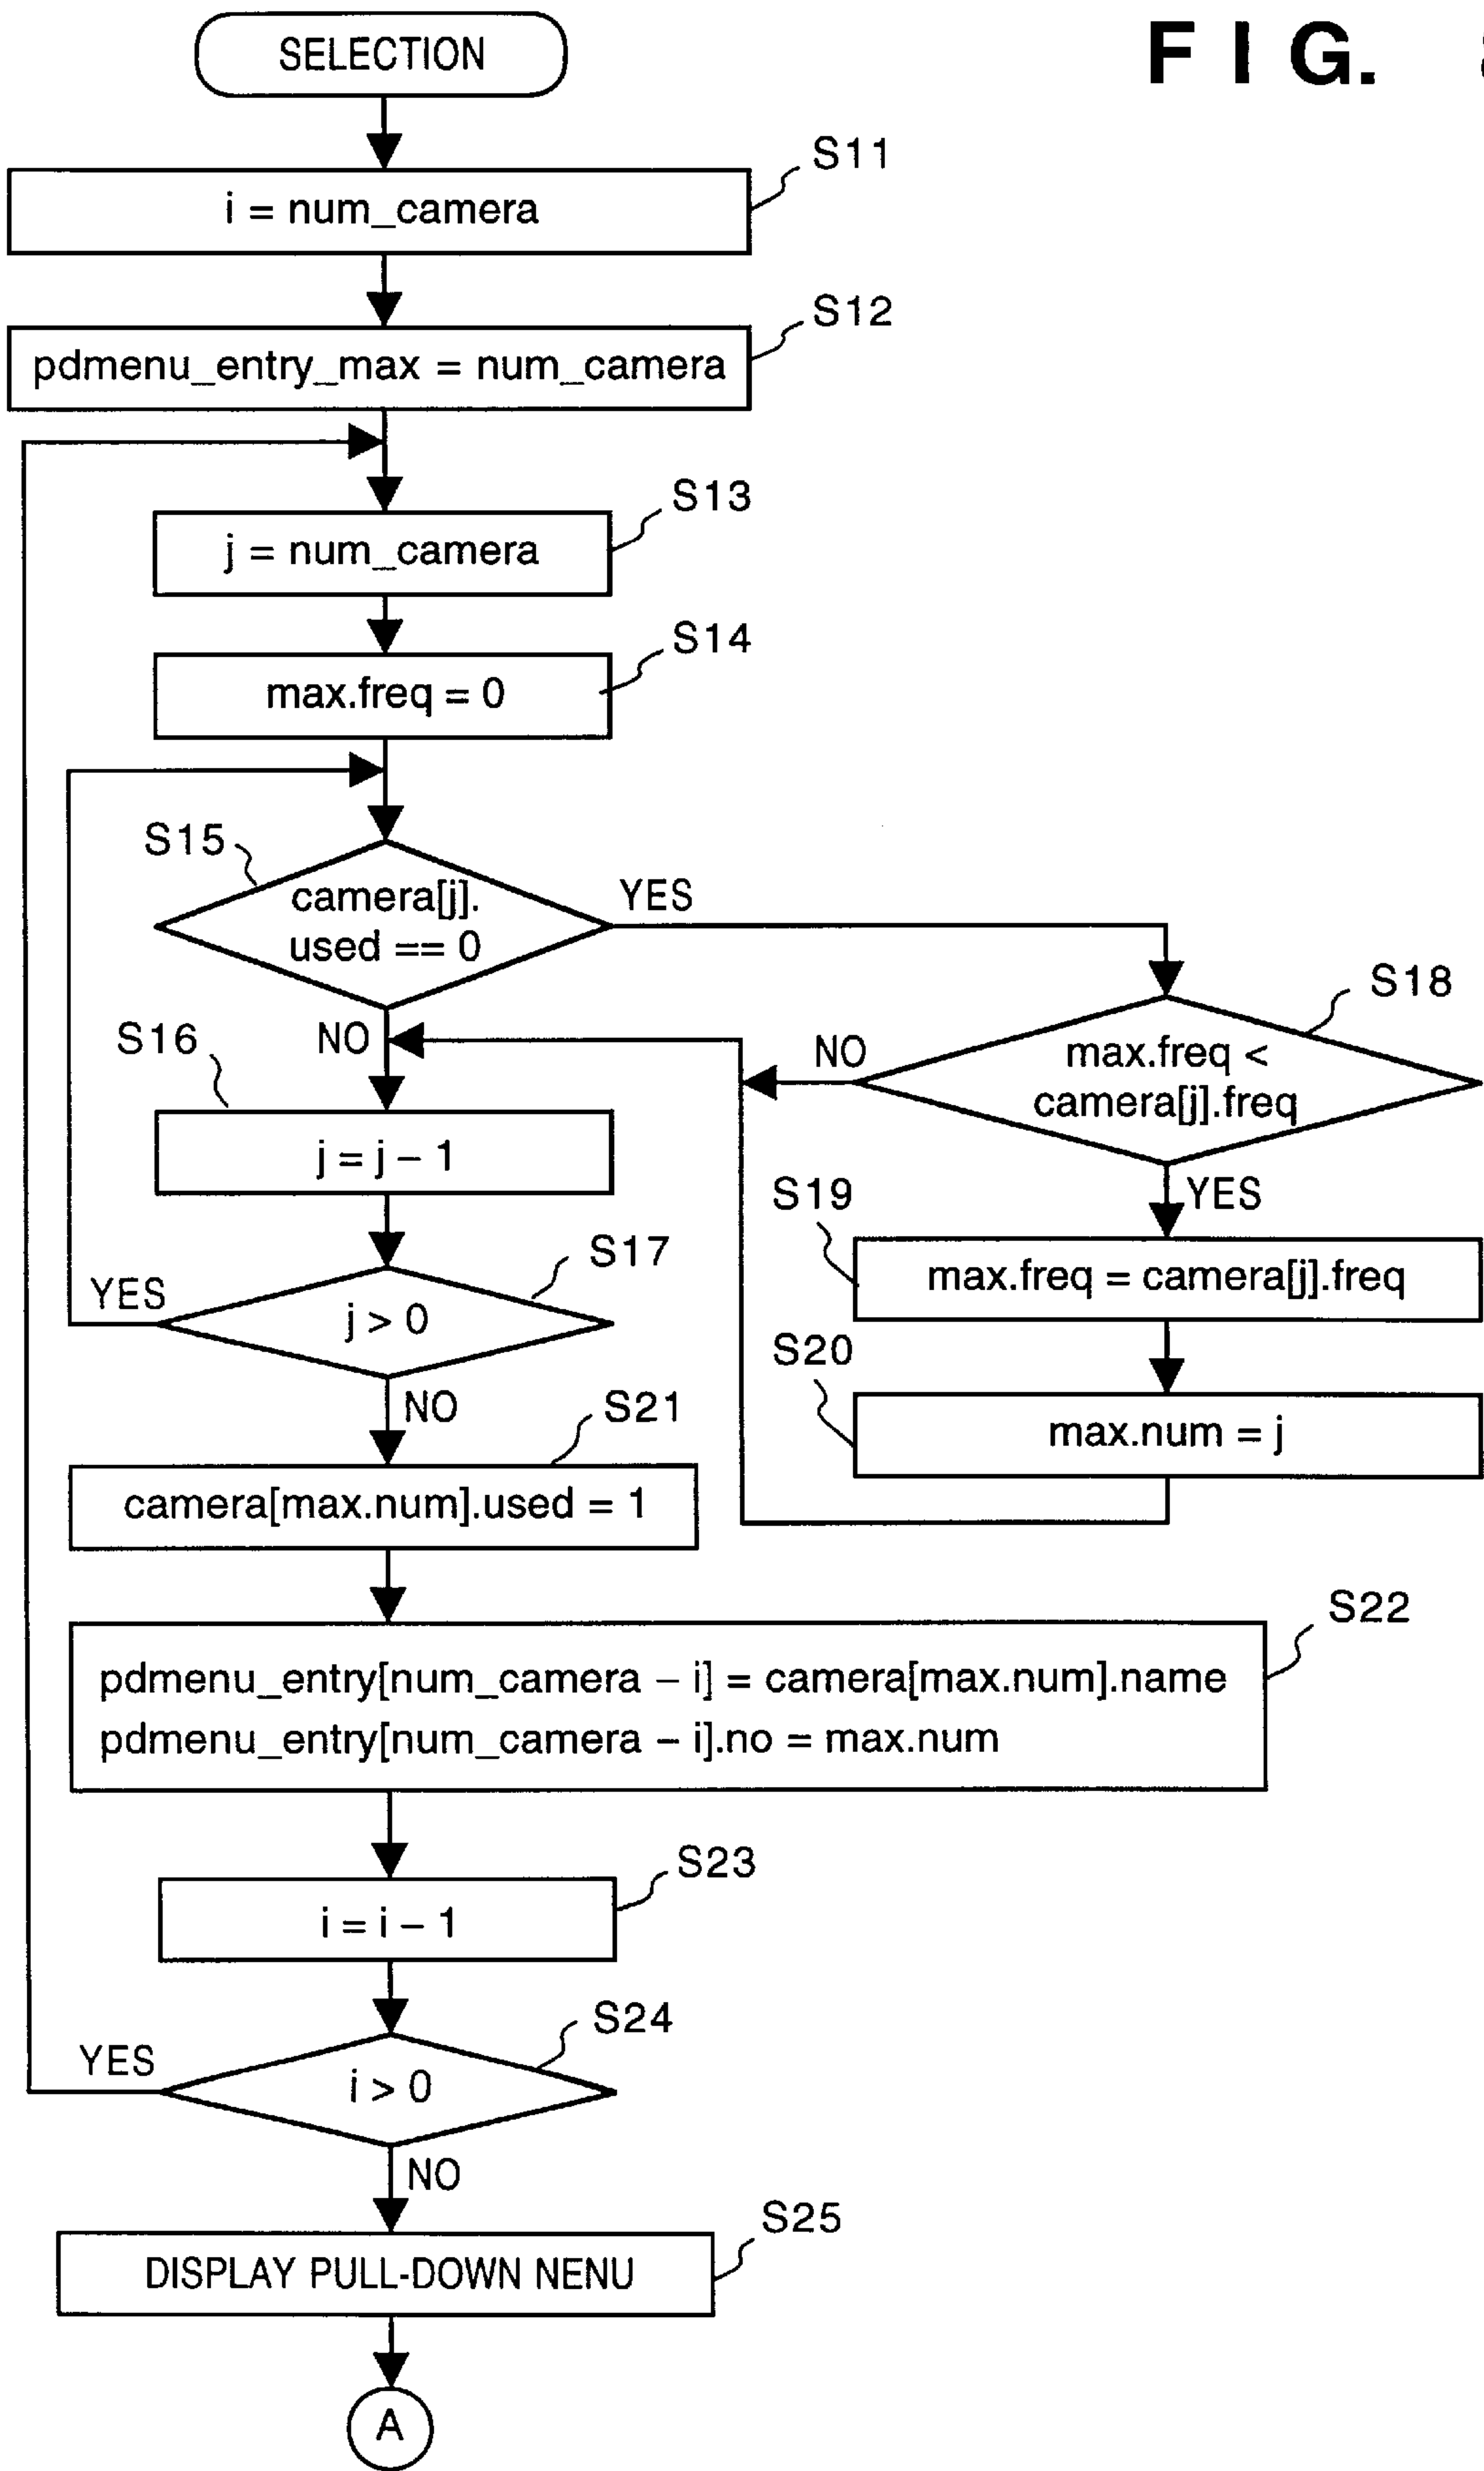 FIG.
SELECTION
S11
i = num_camera
S12
pdmenu_entry_max = num_camera
S13
j = num_camera
S14
max.freq = 0
S15
camera[j].
used == 0
YES
NO
S18
max.freq <
camera[j].freq
NO
YES
S16
j = j – 1
S19
max.freq = camera[j].freq
S17
j > 0
YES
NO
S20
max.num = j
S21
camera[max.num].used = 1
S22
pdmenu_entry[num_camera – i] = camera[max.num].name
pdmenu_entry[num_camera – i].no = max.num
S23
i = i – 1
S24
i > 0
YES
NO
S25
DISPLAY PULL-DOWN NENU
A